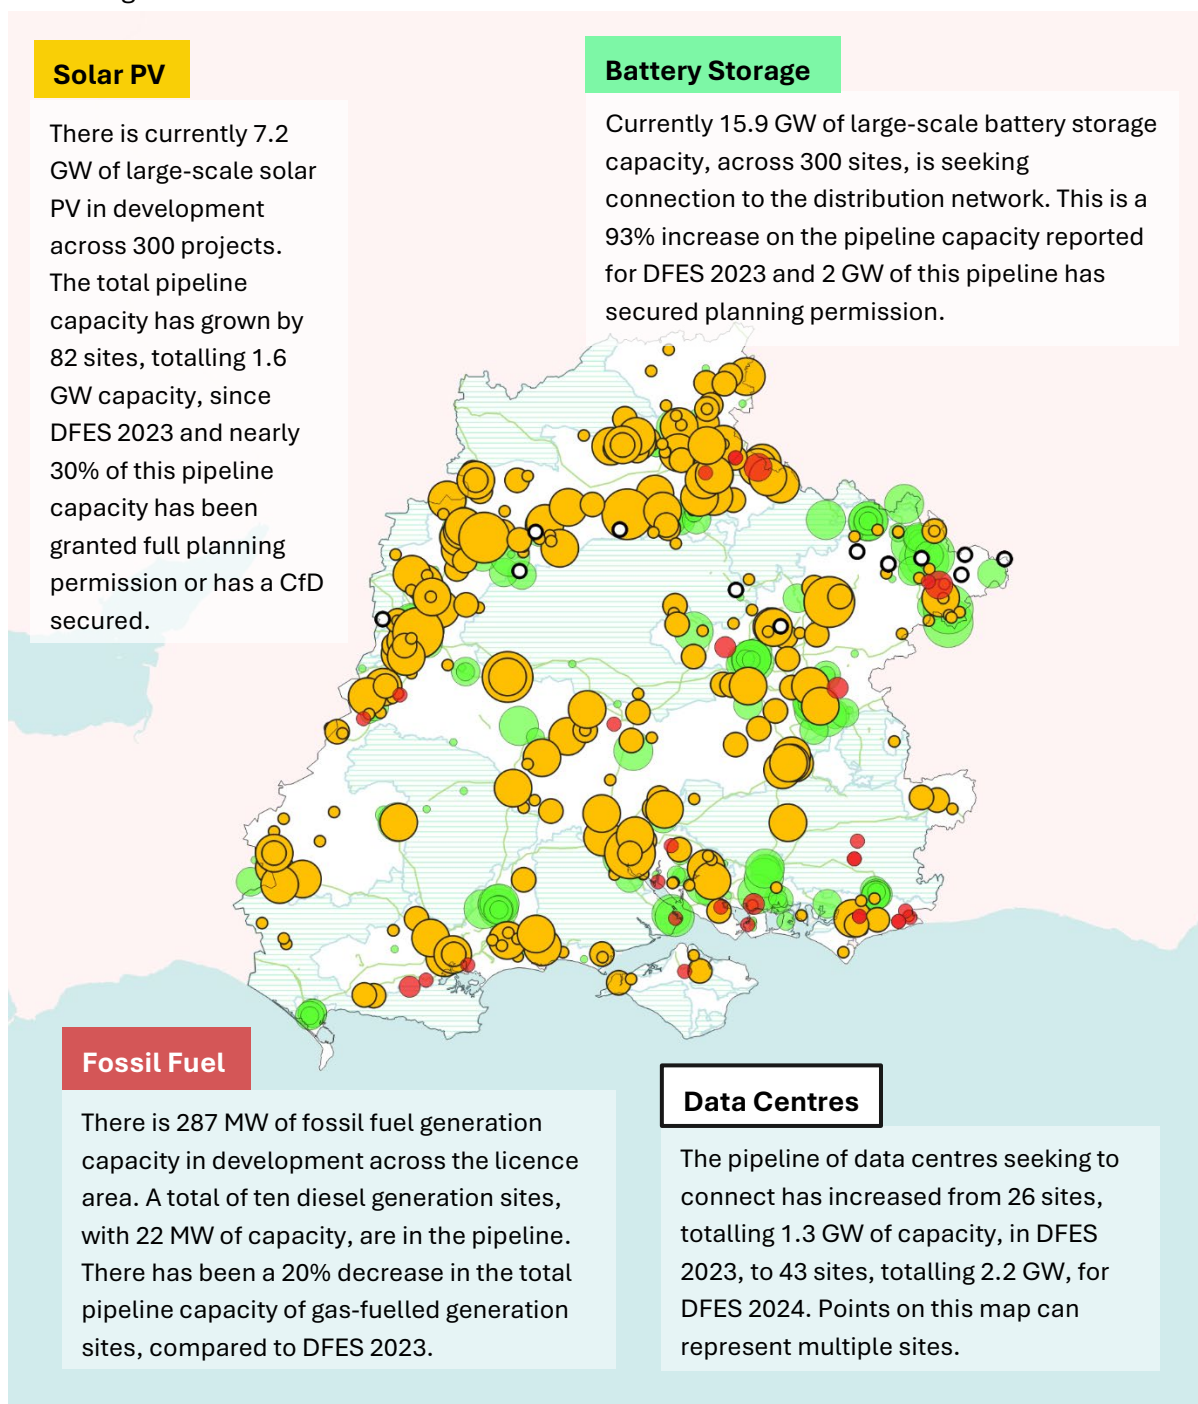 Solar PV
There is currently 7.2
GW of large-scale solar
PV in development
across 300 projects.
The total pipeline
capacity has grown by
82 sites, totalling 1.6
GW capacity, since
DFES 2023 and nearly
30% of this pipeline
capacity has been
granted full planning
permission or has a CfD
secured.
Battery Storage
Currently 15.9 GW of large-scale battery storage
capacity, across 300 sites, is seeking
connection to the distribution network. This is a
93% increase on the pipeline capacity reported
for DFES 2023 and 2 GW of this pipeline has
secured planning permission.
Fossil Fuel
There is 287 MW of fossil fuel generation
capacity in development across the licence
area. A total of ten diesel generation sites,
with 22 MW of capacity, are in the pipeline.
There has been a 20% decrease in the total
pipeline capacity of gas-fuelled generation
sites, compared to DFES 2023.
Data Centres
The pipeline of data centres seeking to
connect has increased from 26 sites,
totalling 1.3 GW of capacity, in DFES
2023, to 43 sites, totalling 2.2 GW, for
DFES 2024. Points on this map can
represent multiple sites.